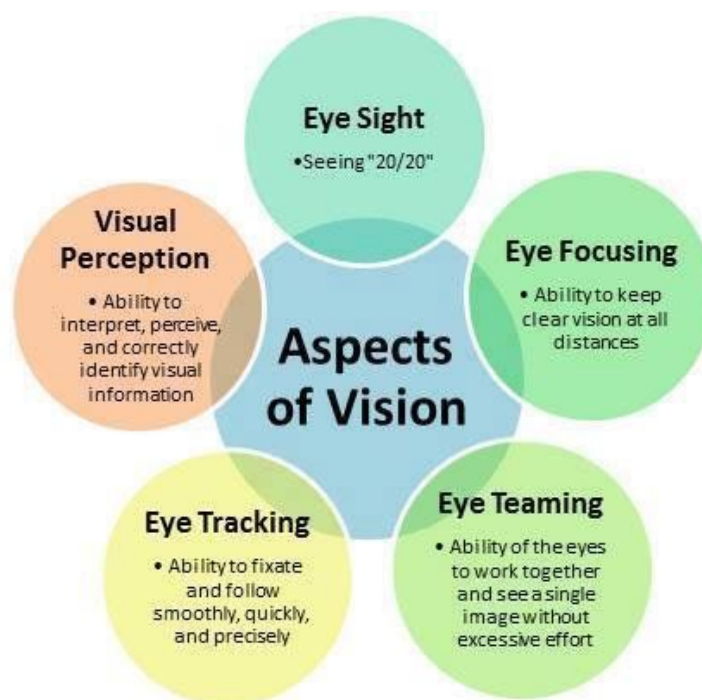 Eye Sight
•Seeing "20/20"
Visual
Perception
• Ability to
interpret, perceive,
and correctly
identify visual
information
Eye Focusing
• Ability to keep
clear vision at all
distances
Aspects
of Vision
Eye Tracking
• Ability to fixate
and follow
smoothly, quickly,
and precisely
Eye Teaming
• Ability of the eyes
to work together
and see a single
image without
excessive effort